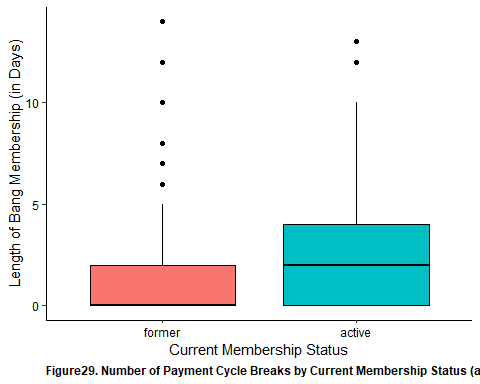 Length of Bang Membership (in Days)
10
5
0
former
active
Current Membership Status
Figure29. Number of Payment Cycle Breaks by Current Membership Status (a